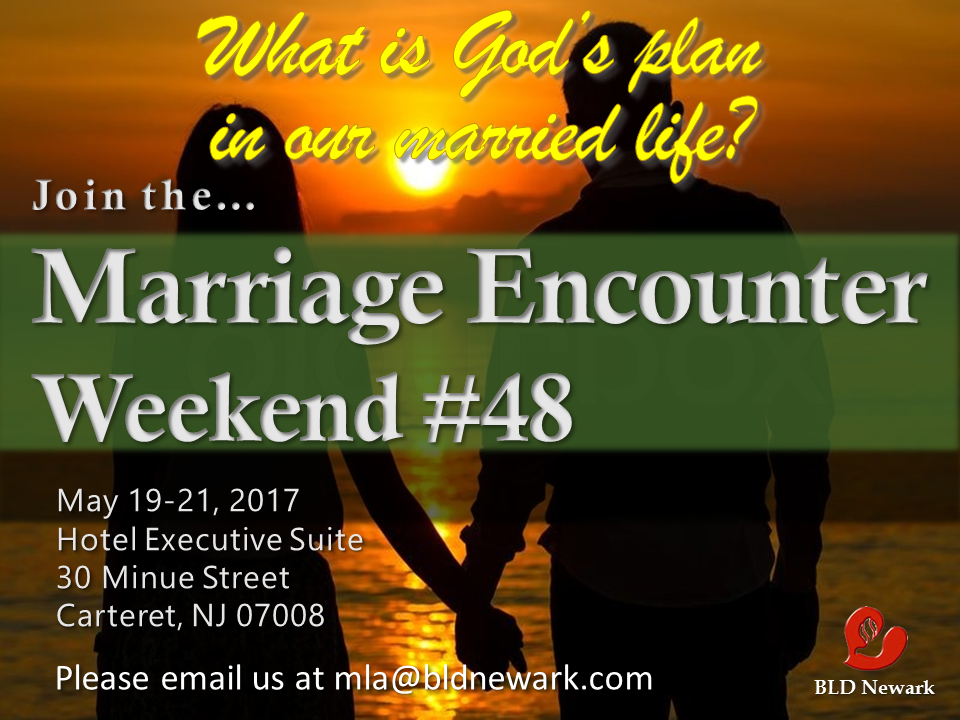 What is God's plan
in our married life?
Join the...
Marriage Encounter
Weekend #48
May 19-21, 2017
Hotel Executive Suite
30 Minue Street
Carteret, NJ 07008
Please email us at mla@bldnewark.com
BLD Newark